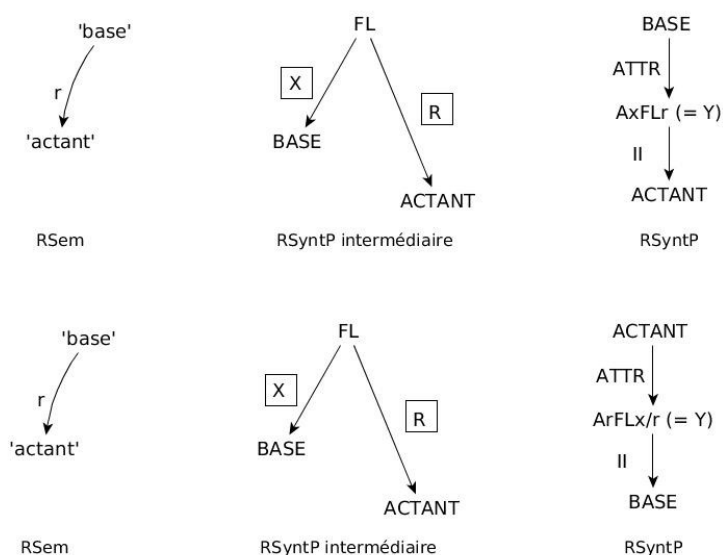 'base'
r
'actant'
RSem
FL
X
R
BASE
ACTANT
RSyntP intermédiaire
BASE
ATTR
AxFLr (= Y)
II
ACTANT
RSyntP
'base'
r
'actant'
RSem
FL
X
R
BASE
ACTANT
RSyntP intermédiaire
ACTANT
ATTR
ArFLx/r (= Y)
II
BASE
RSyntP